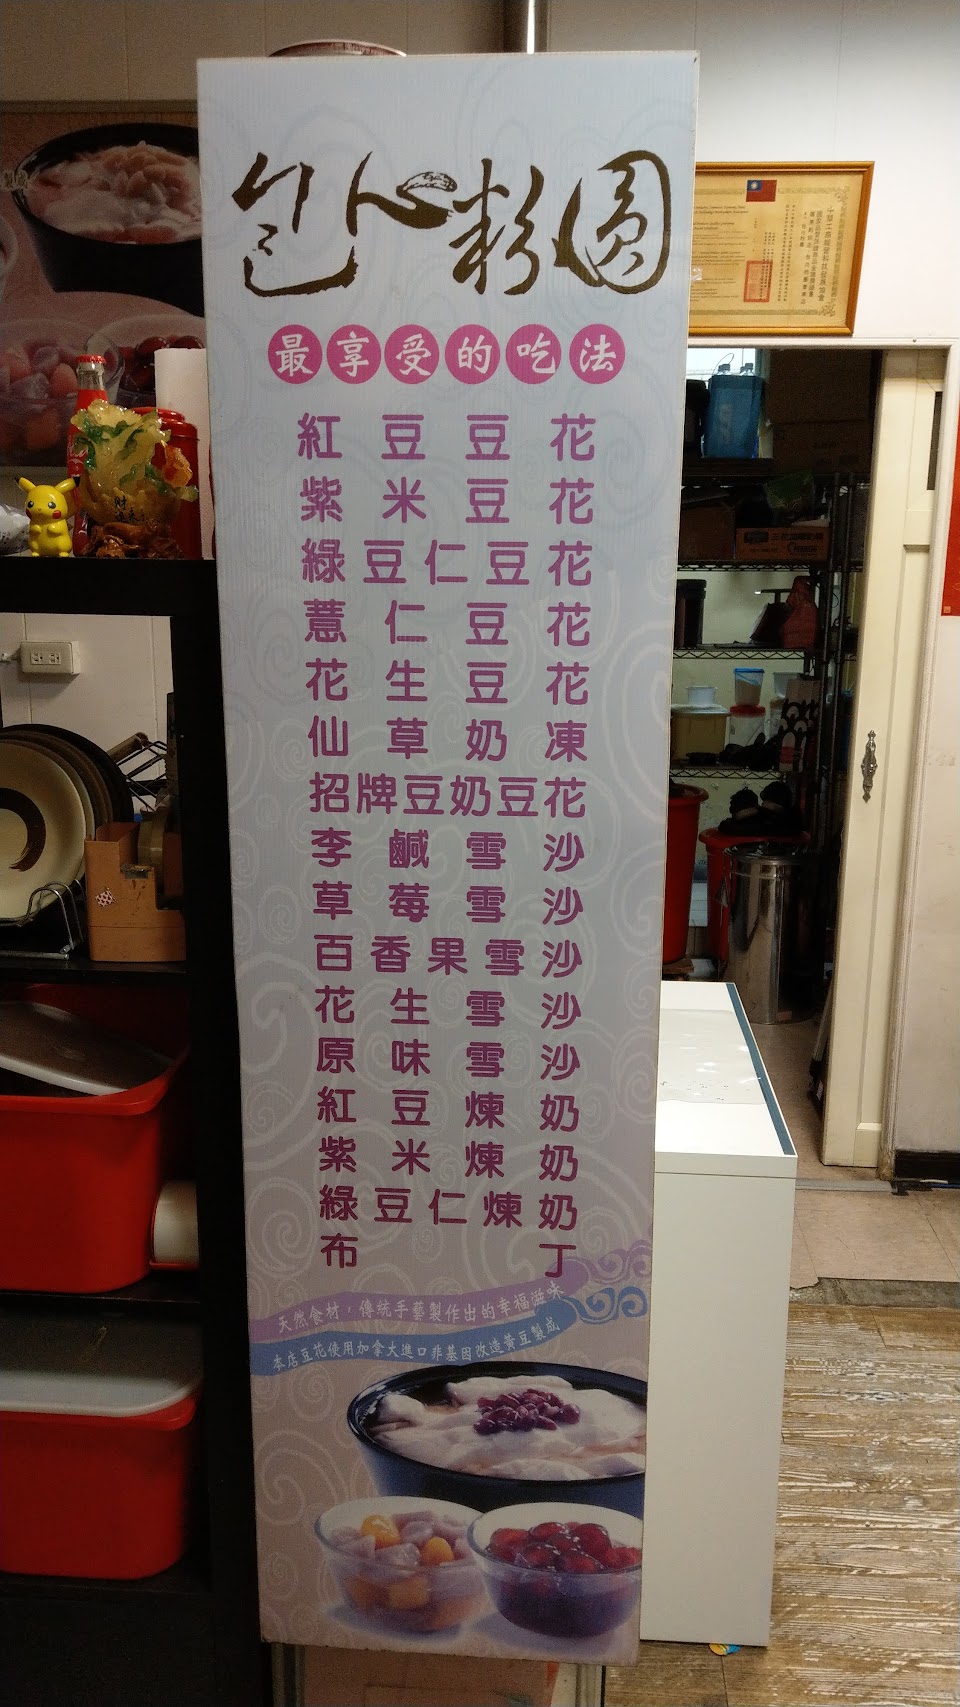 包心粉圓
最享受的吃法
紅豆豆花
紫米豆花
綠豆仁豆花
薏仁豆花
花生豆花
仙草奶凍
招牌豆奶豆花
李鹹雪沙
草莓雪沙
百香果雪沙
花生雪沙
原味雪沙
紅豆煉奶
紫米煉奶
綠豆仁煉奶
布丁
天然食材，傳統手藝製作出的幸福滋味
本店豆花使用加拿大進口非基因改造黃豆製成